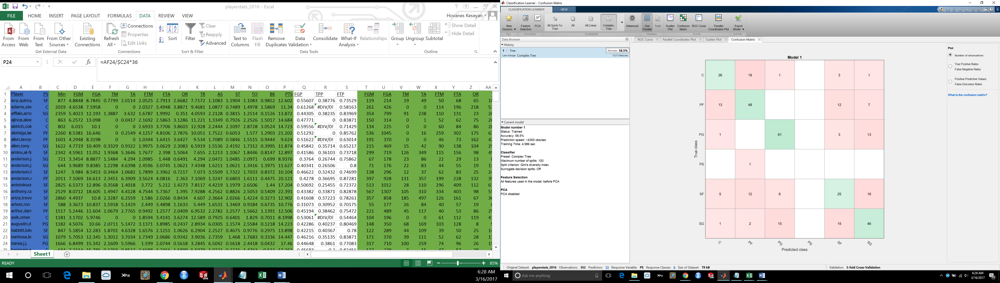 playerstats_2016 - Excel
FILE HOME INSERT PAGE LAYOUT FORMULAS DATA REVIEW VIEW
Hovanes Keseyan
From Access
From Web
From Text
From Other Sources
Existing Connections
Refresh All
Connections
Properties
Edit Links
Sort
Filter
Clear
Reapply
Advanced
Text to Columns
Flash Fill
Remove Duplicates
Data Validation
Consolidate
What-If Analysis
Relationships
Group
Ungroup
Subtotal
Show Detail
Hide Detail
Get External Data
Connections
Sort & Filter
Data Tools
Outline
P24
fx
=AF24/$C24*36
A B C D E F G H I J K L M N O P Q R S T U V W X Y Z AA
1 Player PS Min FGM FGA TM TA FTM FTA OR TR AS ST TO BK PTS FGP TPP FTP FGM FGA TM TA FTM FTA OR
2 acy,quincy SF 877 4.8848 8.7845 0.7799 2.0114 2.0525 2.7913 2.6682 7.7172 1.1083 1.1904 1.1083 0.9852 12.602 0.55607 0.38776 0.73529 119 214 19 49 50 68 65
3 adams,ste C 2019 4.6538 7.5958 0 0 2.0327 3.4948 3.8871 9.4681 1.0877 0.7489 1.4978 1.5869 11.34 0.61268 #DIV/0! 0.58163 261 426 0 0 114 196 218
4 afflalo,arro SG 2359 5.4023 12.193 1.3887 3.632 1.6787 1.9992 0.351 4.0593 2.2128 0.3815 1.2514 0.1526 13.872 0.44305 0.38235 0.83969 354 799 91 238 110 131 23
5 ajinca,alex C 863 6.2572 13.098 0 0.0417 2.1692 2.5863 3.1286 11.221 1.3349 0.7926 2.2526 1.5017 14.684 0.47771 0 0.83871 150 314 0 1 52 62 75
6 aldrich,cole C 802 6.015 10.1 0 0 2.6933 3.7706 3.8603 12.928 2.2444 2.1097 2.8728 3.0524 14.723 0.59556 #DIV/0! 0.71429 134 225 0 0 60 84 86
7 aldridge,lar PF 2260 8.5381 16.646 0 0.2549 4.1257 4.8106 2.7876 10.051 1.7522 0.6053 1.577 1.2903 21.202 0.51292 0 0.85762 536 1045 0 16 259 302 175
8 allen,lavoy PF 1601 4.2948 8.3198 0 0 1.0344 1.6415 3.6427 9.534 1.7089 0.5846 1.5515 0.9444 9.624 0.51622 #DIV/0! 0.63014 191 370 0 0 46 73 162
9 allen,tony SG 1622 4.7719 10.409 0.3329 0.9322 1.9975 3.0629 2.3083 6.5919 1.5536 2.4192 1.7312 0.3995 11.874 0.45842 0.35714 0.65217 215 469 15 42 90 138 104
10 aminu,al-fa SF 2342 4.5961 11.052 1.9368 5.3646 1.7677 2.398 1.5064 7.655 2.1213 1.1067 1.8446 0.8147 12.897 0.41586 0.36103 0.73718 299 719 126 349 115 156 98
11 anderson,j SG 721 3.3454 8.8877 1.1484 4.294 1.0985 1.448 0.6491 4.294 2.0472 1.0485 2.0971 0.699 8.9376 0.3764 0.26744 0.75862 67 178 23 86 22 29 13
12 anderson,j SG 644 3.9689 9.8385 1.2298 4.6398 2.4596 3.0745 1.0621 7.4348 1.6211 1.0621 1.3416 1.3975 11.627 0.40341 0.26506 0.8 71 176 22 83 44 55 19
13 anderson,k SF 1247 3.984 8.5453 0.3464 1.0682 1.7899 2.3962 0.7217 7.073 3.5509 1.7322 1.7033 0.8372 10.104 0.46622 0.32432 0.74699 138 296 12 37 62 83 25
14 anderson,r PF 2011 7.1069 16.613 2.3451 6.3909 3.5624 4.0816 2.363 7.1069 1.3247 0.6803 1.6111 0.4475 20.121 0.4278 0.36695 0.87281 397 928 131 357 199 228 132
15 antetokour SF 2825 6.5373 12.896 0.3568 1.4018 3.772 5.212 1.4273 7.8117 4.4219 1.1979 2.6506 1.44 17.204 0.50692 0.25455 0.72372 513 1012 28 110 296 409 112
16 anthony,ca SF 2529 8.0712 18.605 1.4947 4.4128 4.7544 5.7367 1.395 7.9288 4.2562 0.8826 2.5053 0.5409 22.391 0.43382 0.33871 0.82878 567 1307 105 310 334 403 98
17 ariza,trevo SF 2860 4.4937 10.8 2.3287 6.2559 1.586 2.0266 0.8434 4.607 2.3664 2.0266 1.4224 0.3273 12.902 0.41608 0.37223 0.78261 357 858 185 497 126 161 67
18 artest,ron SF 588 3.3673 10.837 1.5918 5.1429 2.449 3.4898 1.1633 5.449 1.6531 1.3469 0.9184 0.6735 10.776 0.31073 0.30952 0.70175 55 177 26 84 40 57 19
19 arthur,darr PF 1517 5.2446 11.604 1.0679 2.7765 0.9492 1.2577 2.0409 6.9532 2.2782 1.2577 1.5662 1.1391 12.506 0.45194 0.38462 0.75472 221 489 45 117 40 53 86
20 asik,omer C 1181 3.1702 5.9746 0 0 1.8594 3.4141 3.6274 12.589 0.7925 0.6401 1.829 0.7011 8.1998 0.53061 #DIV/0! 0.54464 104 196 0 0 61 112 119
21 augustin,d. PG 1182 4.5076 10.66 2.0711 5.1472 3.1371 3.8985 0.2437 2.8934 6.0305 1.1574 2.5584 0.1218 14.223 0.42286 0.40237 0.80469 148 350 68 169 103 128 8
22 babbitt,luke SF 847 5.1854 12.283 1.8701 4.6328 1.6576 2.1251 1.0626 6.2904 2.2527 0.4675 0.9776 0.2975 13.898 0.42215 0.40367 0.78 122 289 44 109 39 50 25
23 barbosa,le SG 1079 5.7053 12.345 1.3012 3.7034 1.7349 2.0686 0.9342 3.9036 2.7359 1.468 1.7683 0.3336 14.447 0.46216 0.35135 0.83871 171 370 39 111 52 62 28
24 barea,j.j. PG 1666 6.8499 15.342 2.1609 5.5966 1.599 2.0744 0.5618 3.2845 6.5042 0.5618 2.4418 0.0432 17.46 0.44648 0.3861 0.77083 317 710 100 259 74 96 26
Sheet1
READY
85%
6:28 AM
3/16/2017
Classification Learner - Confusion Matrix
CLASSIFICATION LEARNER VIEW
New Session
Feature Selection
PCA
All Quick-To-Train
All
All Linear
Complex Tree
Advanced
Use Parallel
Train
Scatter Plot
Confusion Matrix
ROC Curve
Parallel Coordinates Plot
Export Model
FILE FEATURES CLASSIFIER TRAINING PLOTS EXPORT
Data Browser
History
1 Tree Accuracy: 58.5%
Last change: Complex Tree 13/13 features
Current model
Model number 1
Status: Trained
Accuracy: 58.5%
Prediction speed: ~4300 obs/sec
Training Time: 4.986 sec
Classifier
Preset: Complex Tree
Maximum number of splits: 100
Split criterion: Gini's diversity index
Surrogate decision splits: Off
Feature Selection
All features used in the model, before PCA
PCA
PCA disabled
ROC Curve Parallel Coordinates Plot Scatter Plot Confusion Matrix
Model 1
C 26 19 1 3 1
PF 13 48 12 7
PG 1 61 3 13
PS 1
SF 5 12 6 25 16
SG 1 2 15 15 46
True class
C PF PG PS SF SG
Predicted class
Plot
Number of observations
True Positive Rates
False Negative Rates
Positive Predictive Values
False Discovery Rates
What is the confusion matrix?
Original Dataset: playerstats_2016 Observations: 352 Predictors: 13 Response Variable: PS Response Classes: 6 Size of Dataset: 79 kB
Validation: 5-fold Cross-Validation
Ask me anything
6:28 AM
3/16/2017